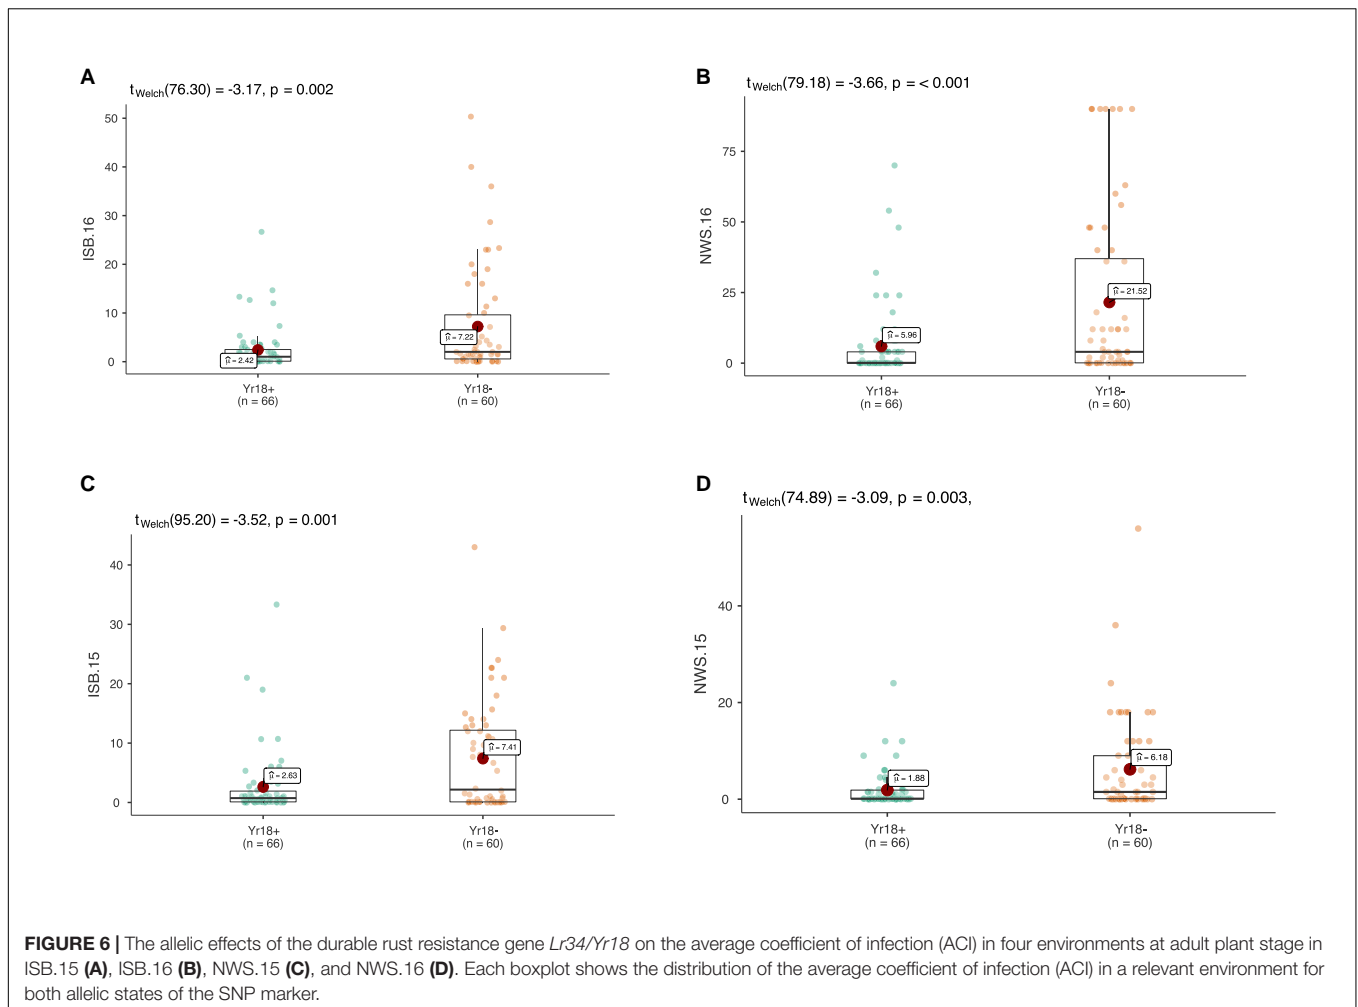 A
tWelch(76.30) = -3.17, p = 0.002
50
40
30
20
10
0
ISB.16
μ̂ = 2.42
μ̂ = 7.22
Yr18+
(n = 66)
Yr18-
(n = 60)
B
tWelch(79.18) = -3.66, p = < 0.001
75
50
25
0
NWS.16
μ̂ = 5.96
μ̂ = 21.52
Yr18+
(n = 66)
Yr18-
(n = 60)
C
tWelch(95.20) = -3.52, p = 0.001
40
30
20
10
0
ISB.15
μ̂ = 2.63
μ̂ = 7.41
Yr18+
(n = 66)
Yr18-
(n = 60)
D
tWelch(74.89) = -3.09, p = 0.003,
40
20
0
NWS.15
μ̂ = 1.88
μ̂ = 6.18
Yr18+
(n = 66)
Yr18-
(n = 60)
FIGURE 6 | The allelic effects of the durable rust resistance gene Lr34/Yr18 on the average coefficient of infection (ACI) in four environments at adult plant stage in
ISB.15 (A), ISB.16 (B), NWS.15 (C), and NWS.16 (D). Each boxplot shows the distribution of the average coefficient of infection (ACI) in a relevant environment for
both allelic states of the SNP marker.